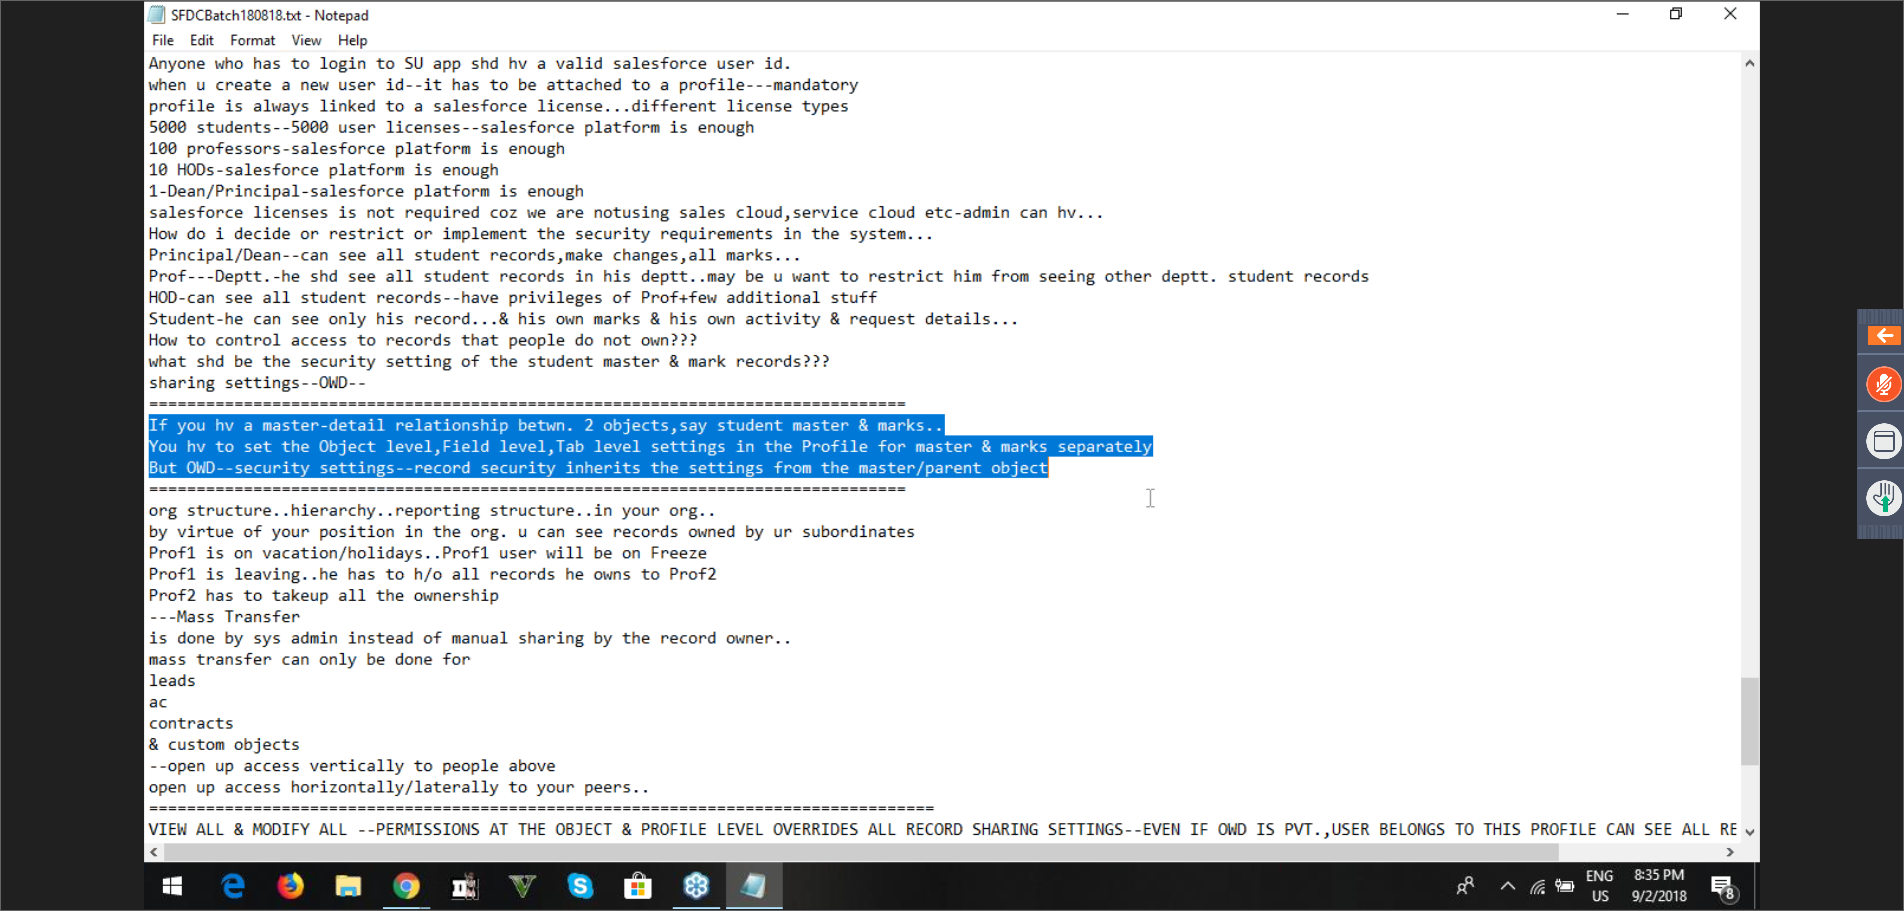 SFDCBatch180818.txt - Notepad
File Edit Format View Help
Anyone who has to login to SU app shd hv a valid salesforce user id.
when u create a new user id--it has to be attached to a profile---mandatory
profile is always linked to a salesforce license...different license types
5000 students--5000 user licenses--salesforce platform is enough
100 professors-salesforce platform is enough
10 HODs-salesforce platform is enough
1-Dean/Principal-salesforce platform is enough
salesforce licenses is not required coz we are notusing sales cloud,service cloud etc-admin can hv...
How do i decide or restrict or implement the security requirements in the system...
Principal/Dean--can see all student records,make changes,all marks...
Prof---Deptt.-he shd see all student records in his deptt..may be u want to restrict him from seeing other deptt. student records
HOD-can see all student records--have privileges of Prof+few additional stuff
Student-he can see only his record...& his own marks & his own activity & request details...
How to control access to records that people do not own???
what shd be the security setting of the student master & mark records???
sharing settings--OWD--
================================================================================
If you hv a master-detail relationship betwn. 2 objects,say student master & marks..
You hv to set the Object level,Field level,Tab level settings in the Profile for master & marks separately
But OWD--security settings--record security inherits the settings from the master/parent object
================================================================================
org structure..hierarchy..reporting structure..in your org..
by virtue of your position in the org. u can see records owned by ur subordinates
Prof1 is on vacation/holidays..Prof1 user will be on Freeze
Prof1 is leaving..he has to h/o all records he owns to Prof2
Prof2 has to takeup all the ownership
---Mass Transfer
is done by sys admin instead of manual sharing by the record owner..
mass transfer can only be done for
leads
ac
contracts
& custom objects
--open up access vertically to people above
open up access horizontally/laterally to your peers..
===================================================================================
VIEW ALL & MODIFY ALL --PERMISSIONS AT THE OBJECT & PROFILE LEVEL OVERRIDES ALL RECORD SHARING SETTINGS--EVEN IF OWD IS PVT.,USER BELONGS TO THIS PROFILE CAN SEE ALL RE
ENG 8:35 PM
US 9/2/2018 8